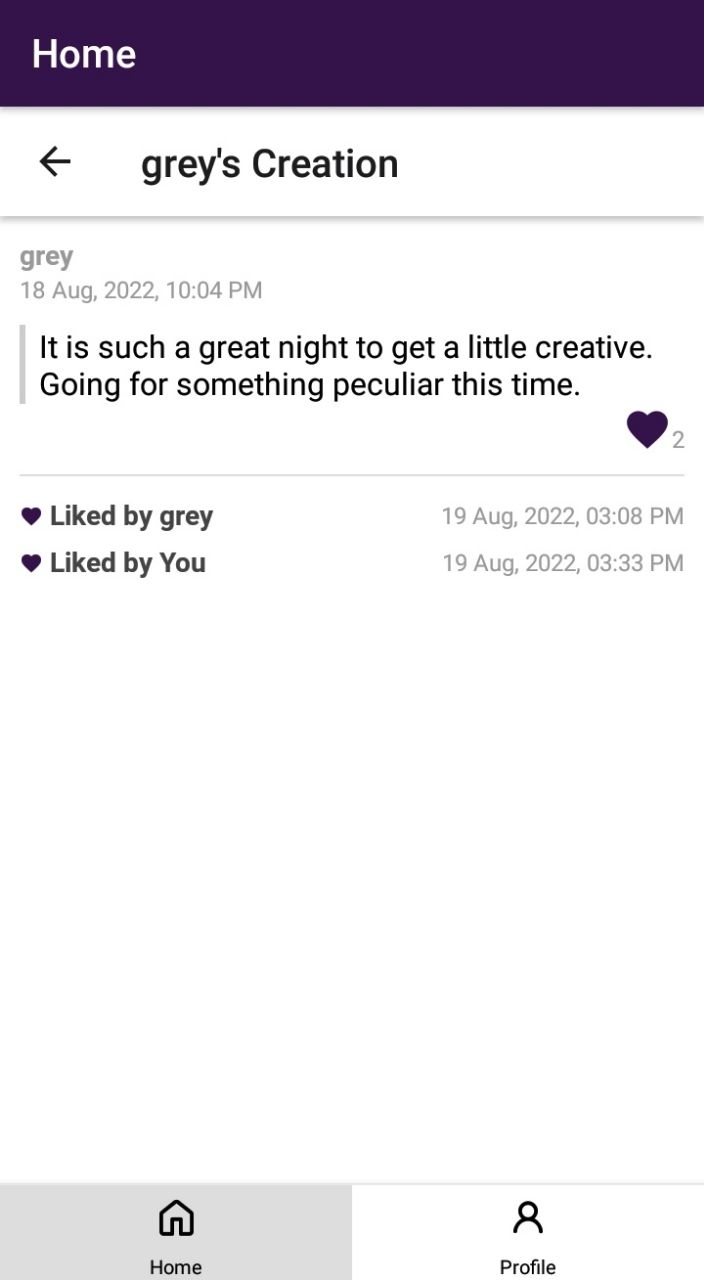 Home
grey's Creation
grey
18 Aug, 2022, 10:04 PM
It is such a great night to get a little creative.
Going for something peculiar this time.
2
Liked by grey 19 Aug, 2022, 03:08 PM
Liked by You 19 Aug, 2022, 03:33 PM
Home Profile